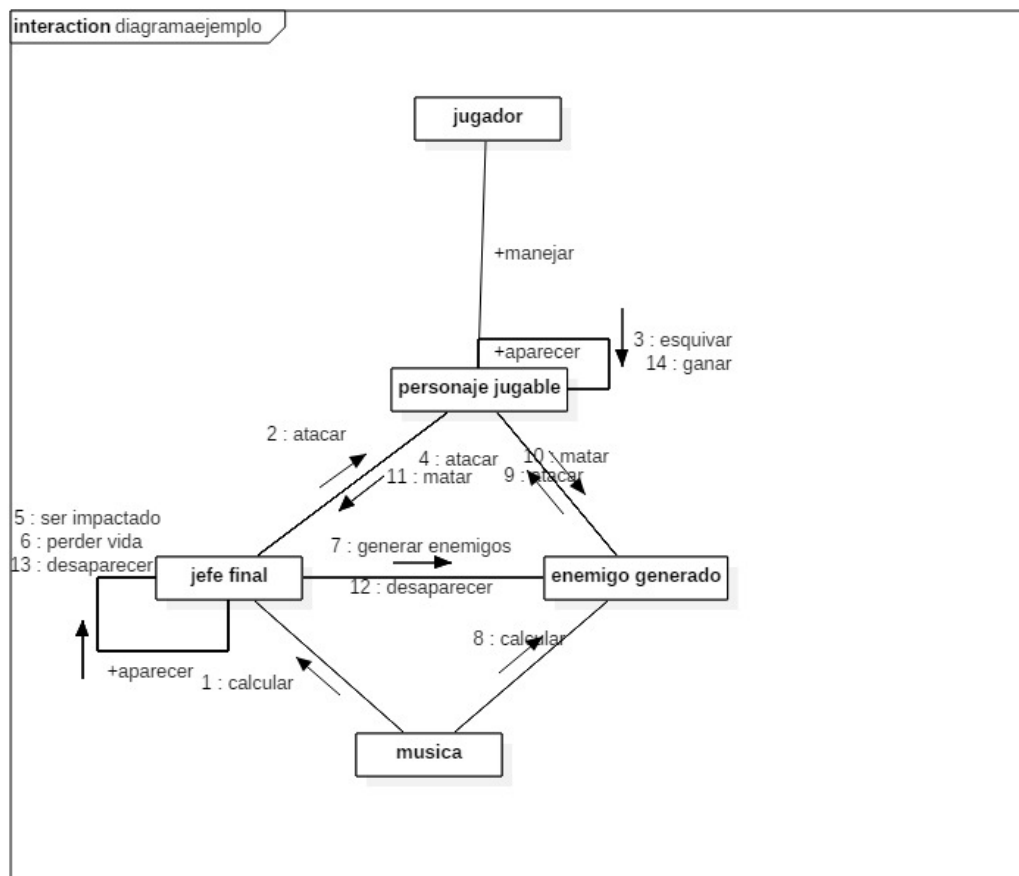 interaction diagramaejemplo
jugador
+manejar
3 : esquivar
+aparecer
14 : ganar
personaje jugable
2 : atacar
4 : atacar
10 : matar
11 : matar
9 : atacar
5 : ser impactado
6 : perder vida
7 : generar enemigos
13 : desaparecer
jefe final
enemigo generado
12 : desaparecer
8 : calcular
+aparecer
1 : calcular
musica